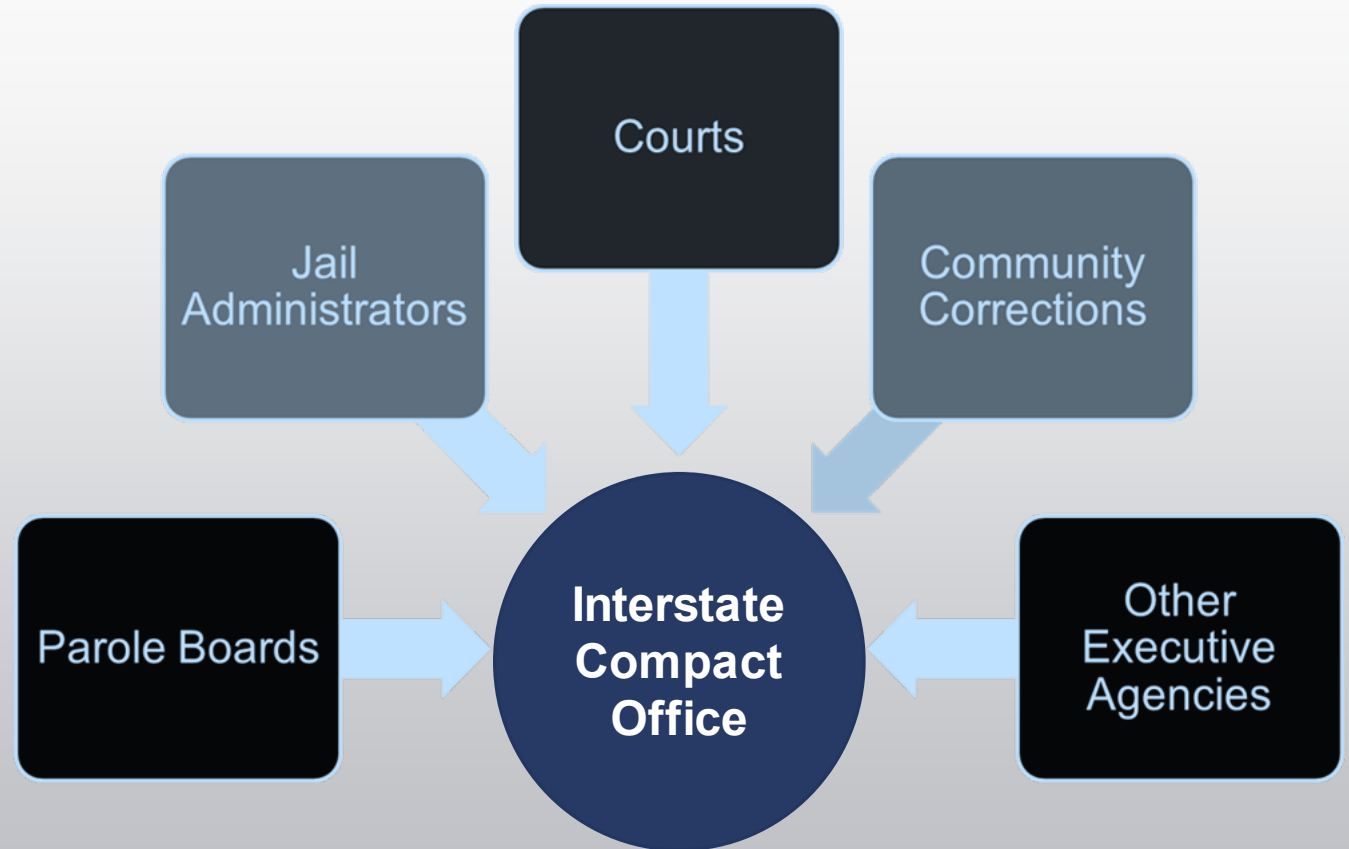 Courts
Jail
Administrators
Community
Corrections
Parole Boards
Interstate
Compact
Office
Other
Executive
Agencies